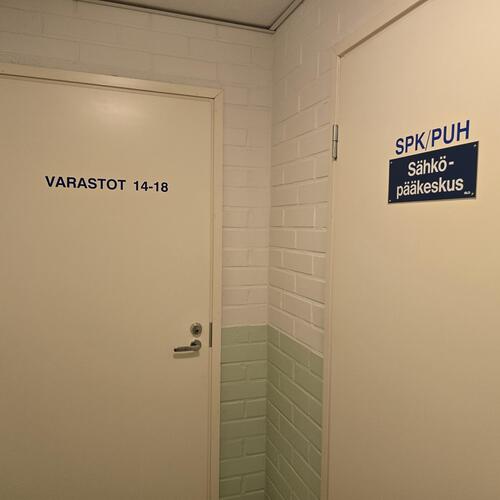 VARASTOT 14-18
SPK/PUH
Sähkö-
pääkeskus